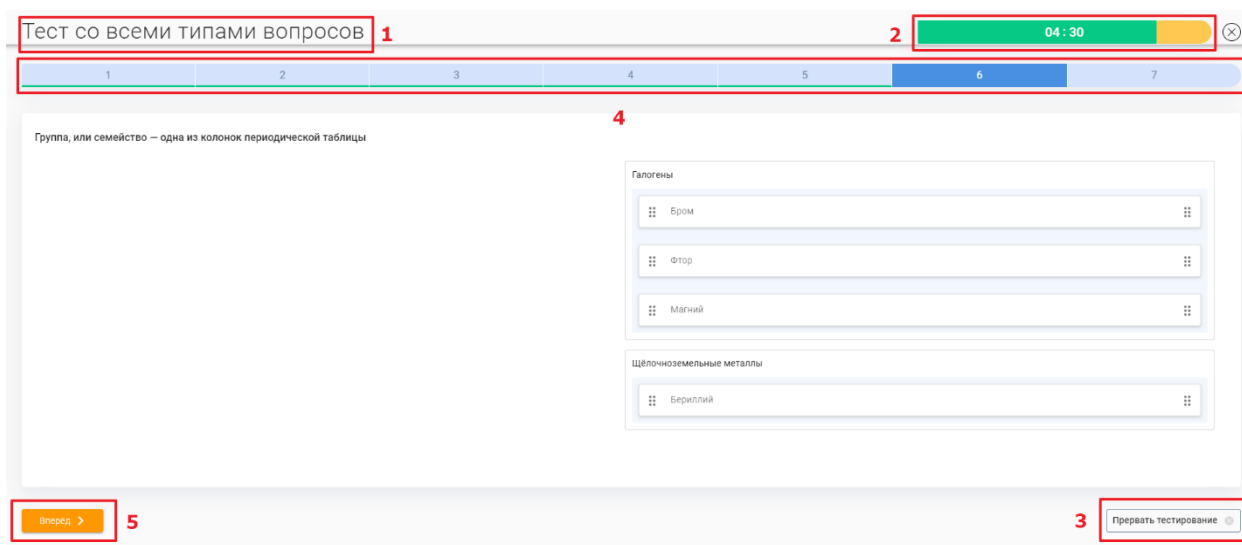 Тест со всеми типами вопросов 1
2 04:30
1 2 3 4 5 6 7
4
Группа, или семейство — одна из колонок периодической таблицы
Галогены
Бром
Фтор
Магний
Щёлочноземельные металлы
Бериллий
Вперёд 5
3 Прервать тестирование